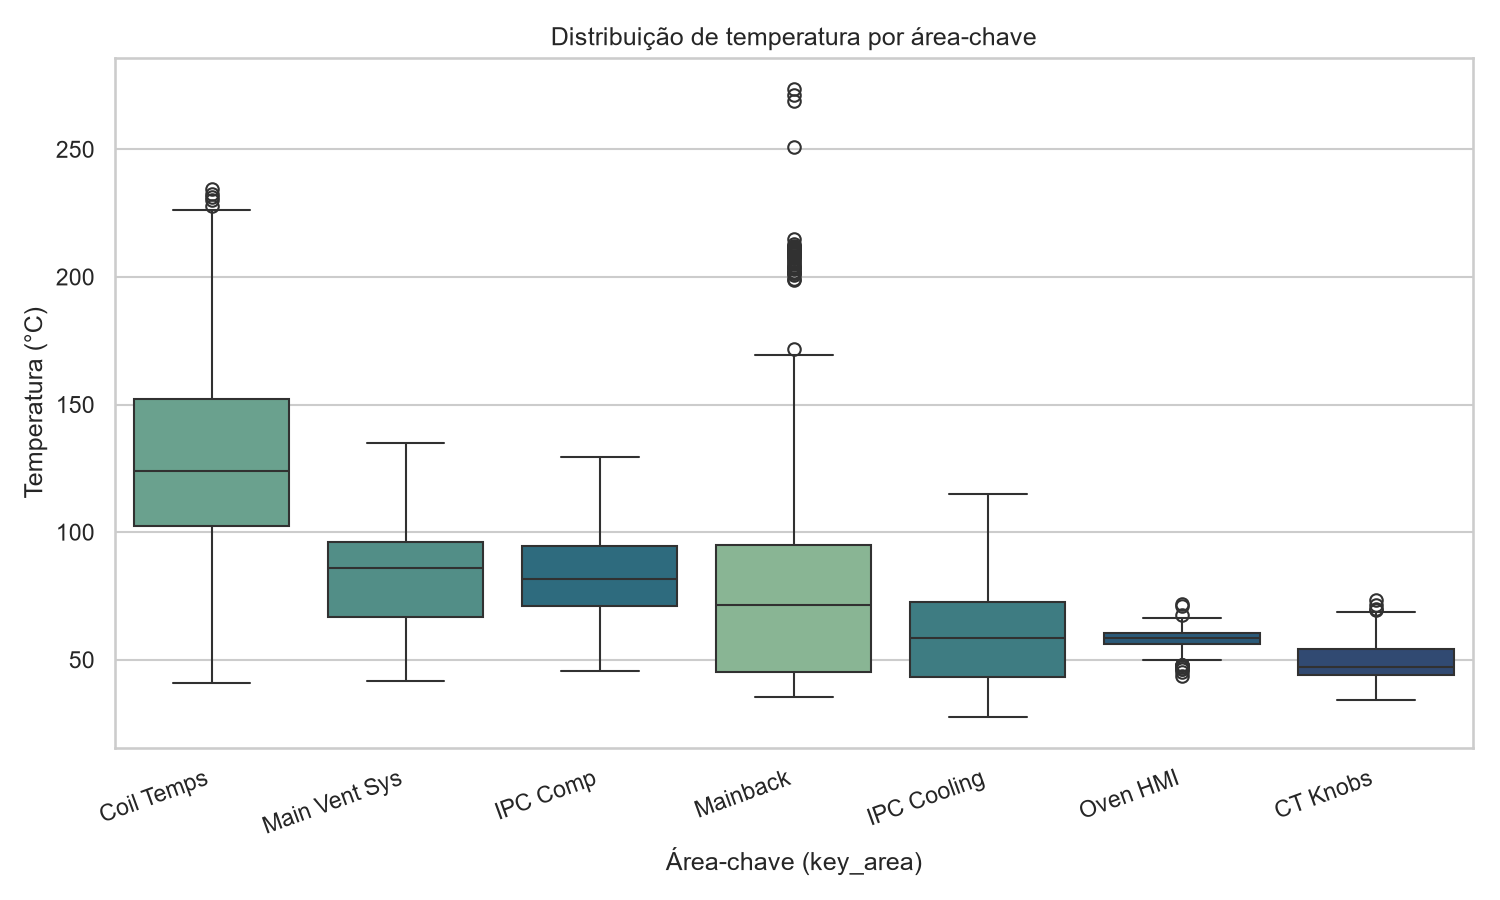 Distribuição de temperatura por área-chave
Temperatura (°C)
250
200
150
100
50
Coil Temps
Main Vent Sys
IPC Comp
Mainback
IPC Cooling
Oven HMI
CT Knobs
Área-chave (key_area)